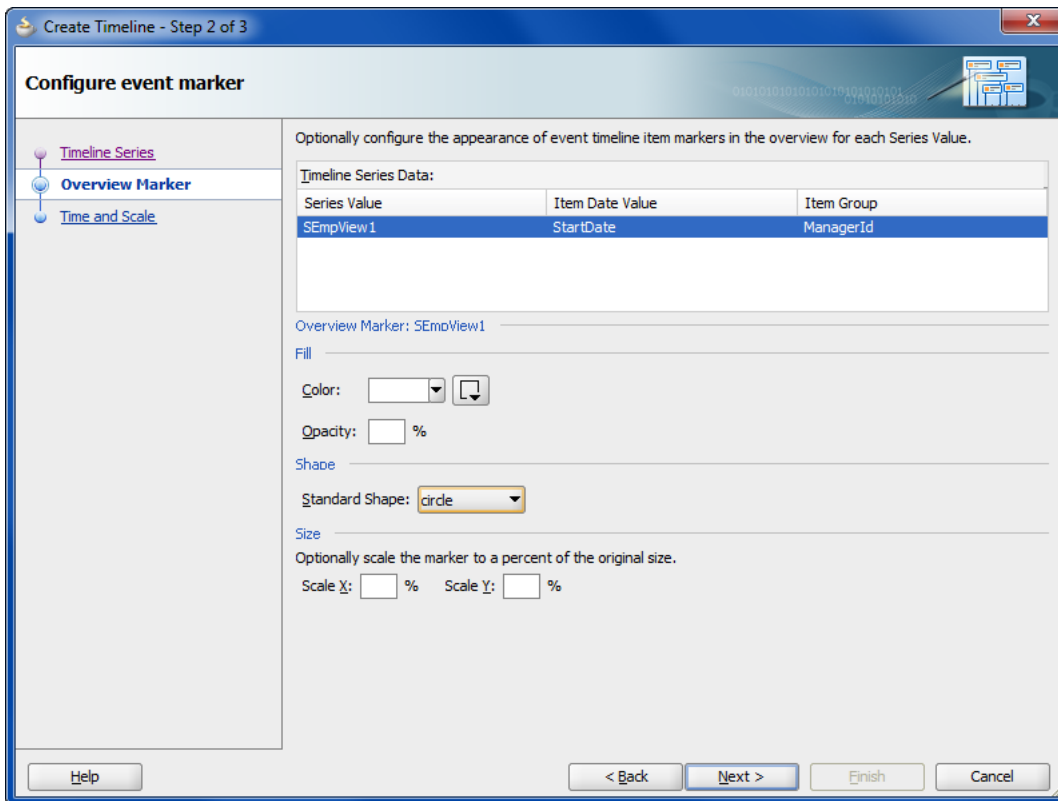 Create Timeline - Step 2 of 3
x
Configure event marker
0101010101010101010101010101
01010101010
Timeline Series
Overview Marker
Time and Scale
Optionally configure the appearance of event timeline item markers in the overview for each Series Value.
Timeline Series Data:
Series Value Item Date Value Item Group
SEmpView1 StartDate ManagerId
Overview Marker: SEmpView1
Fill
Color:
Opacity: %
Shape
Standard Shape: circle
Size
Optionally scale the marker to a percent of the original size.
Scale X: % Scale Y: %
Help < Back Next > Finish Cancel